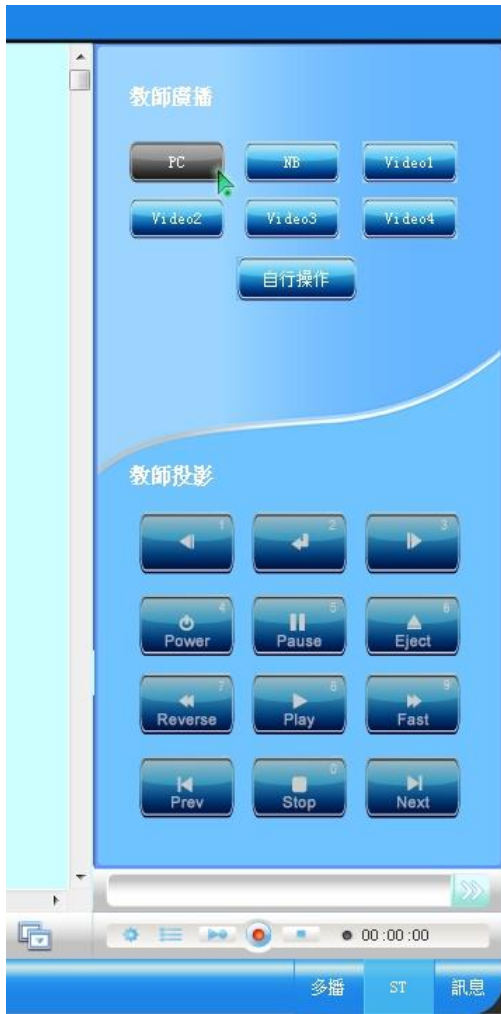 教師廣播
PC NB Video1
Video2 Video3 Video4
自行操作
教師投影
1 2 3
4 5 6
Power Pause Eject
7 8 9
Reverse Play Fast
0
Prev Stop Next
00:00:00
多播 ST 訊息